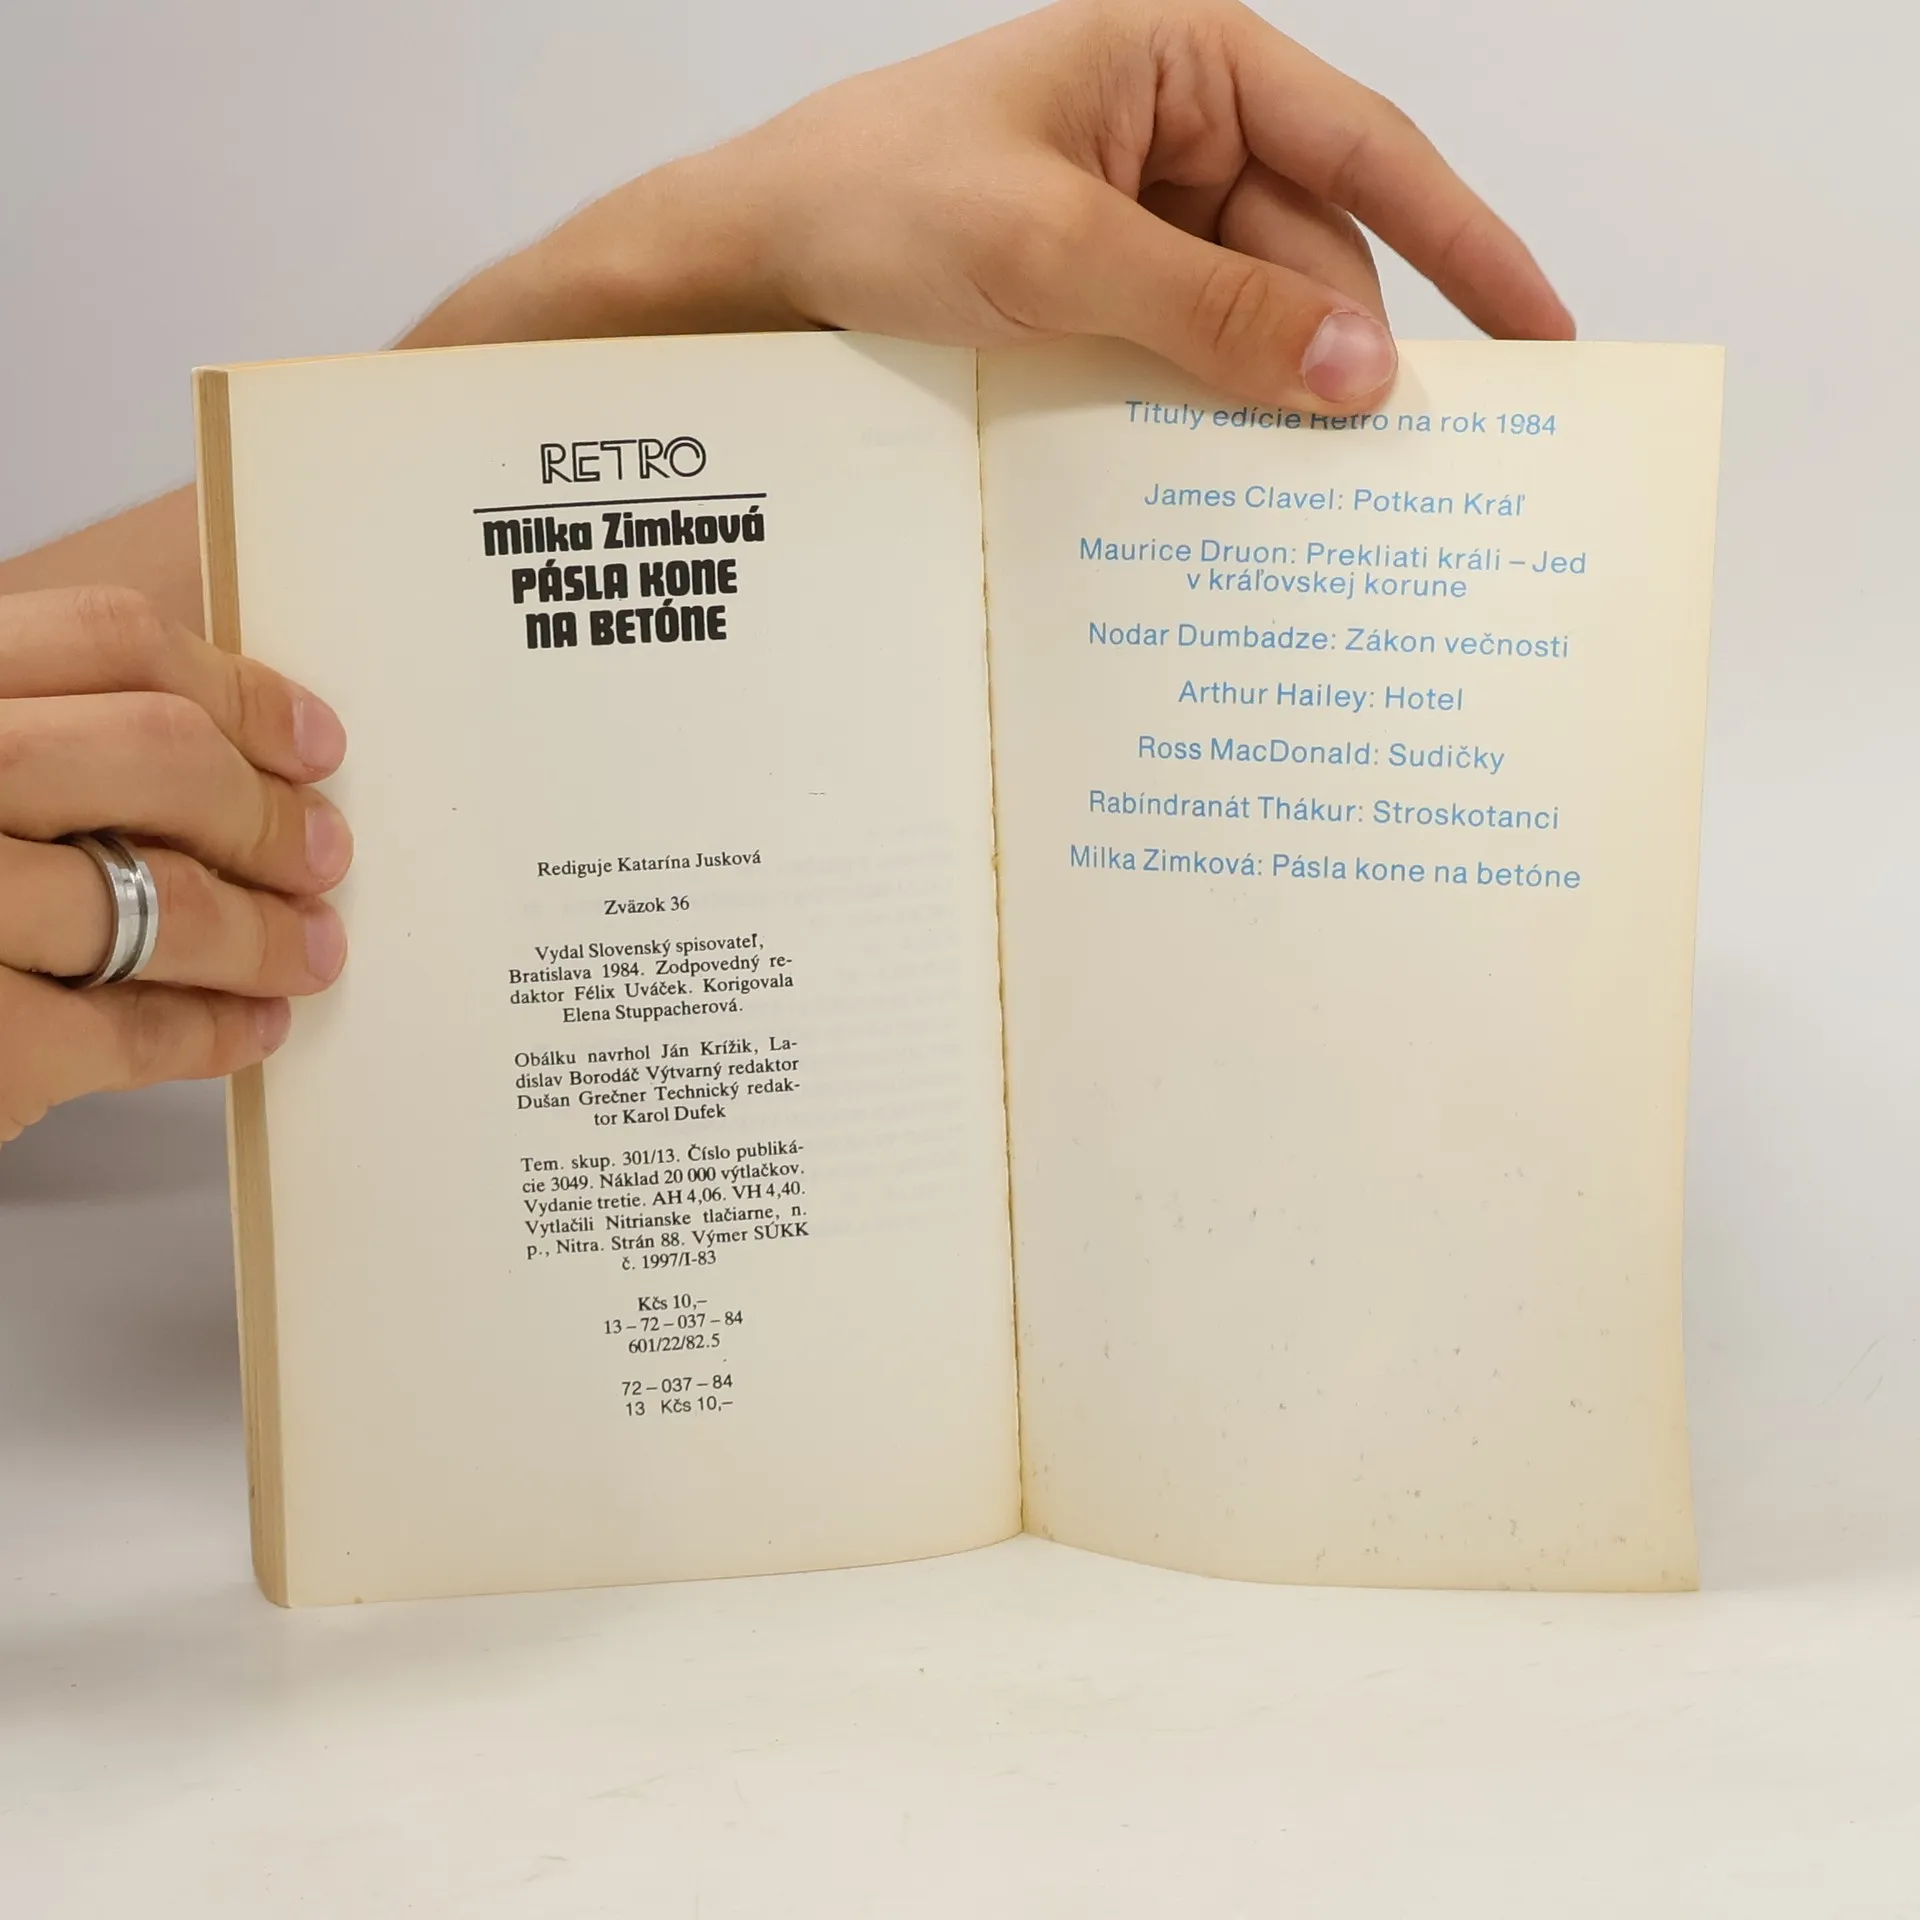 RETRO
Milka Zimková
PÁSLA KONE
NA BETÓNE
Rediguje Katarína Jusková
Zväzok 36
Vydal Slovenský spisovateľ,
Bratislava 1984. Zodpovedný re-
daktor Félix Uváček. Korigovala
Elena Stuppacherová.
Obálku navrhol Ján Krížik, La-
dislav Borodáč Výtvarný redaktor
Dušan Grečner Technický redak-
tor Karol Dufek
Tem. skup. 301/13. Číslo publiká-
cie 3049. Náklad 20 000 výtlačkov.
Vydanie tretie. AH 4,06. VH 4,40.
Vytlačili Nitrianske tlačiarne, n.
p., Nitra. Strán 88. Výmer SÚKK
č. 1997/I-83
Kčs 10,–
13 – 72 – 037 – 84
601/22/82.5
72 – 037 – 84
13 Kčs 10,–
Tituly edície Retro na rok 1984
James Clavel: Potkan Kráľ
Maurice Druon: Prekliati králi – Jed
v kráľovskej korune
Nodar Dumbadze: Zákon večnosti
Arthur Hailey: Hotel
Ross MacDonald: Sudičky
Rabíndranát Thákur: Stroskotanci
Milka Zimková: Pásla kone na betóne